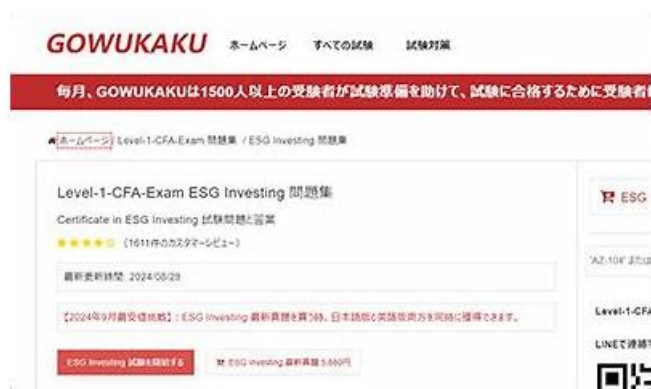 GOWUKAKU ホームページ すべての試験 試験対策
毎月、GOWUKAKUは1500人以上の受験者が試験準備を助けて、試験に合格するために受験者に
ホームページ / Level-1-CFA-Exam 問題集 / ESG Investing 問題集
Level-1-CFA-Exam ESG Investing 問題集
Certificate in ESG Investing 試験問題と答案
(1611件のカスタマーレビュー)
最新更新時間: 2024/08/29
【2024年9月最安値挑戦】: ESG Investing 最新真題を買う時、日本語版と英語版両方を同時に獲得できます。
ESG Investing 試験を開始する
ESG Investing 最新真題 5,660円
ESG
"AZ-104" または
Level-1-CFA
LINEで連絡